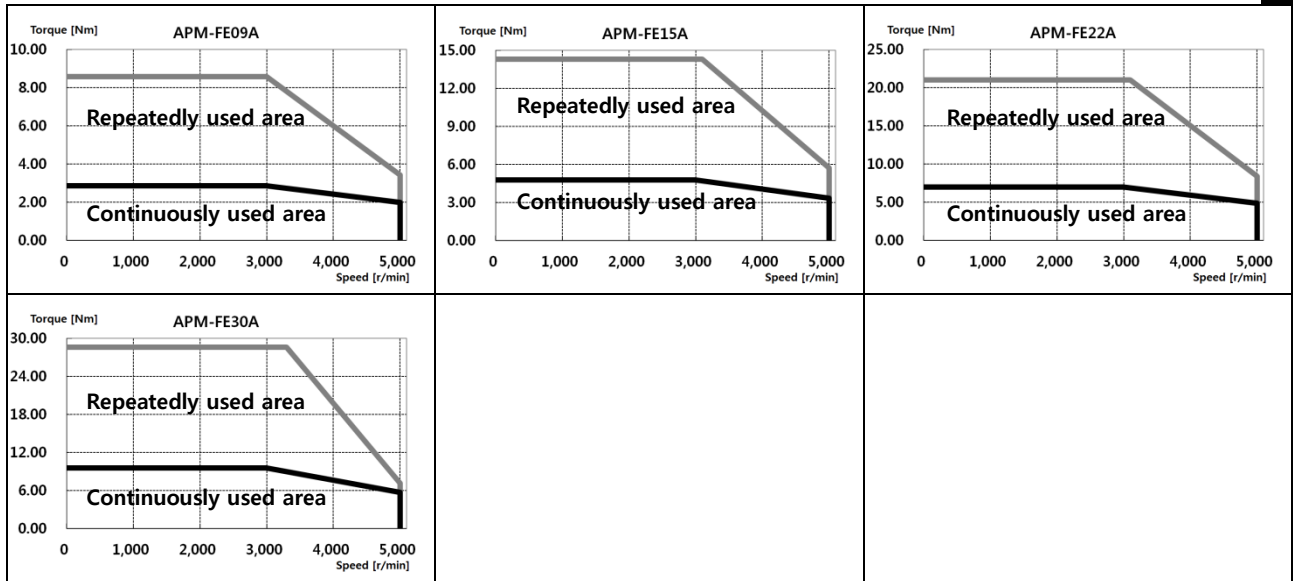 Torque [Nm] APM-FE09A
10.00
8.00
6.00
4.00
2.00
0.00
Repeatedly used area
Continuously used area
0 1,000 2,000 3,000 4,000 5,000
Speed [r/min]
Torque [Nm] APM-FE15A
15.00
12.00
9.00
6.00
3.00
0.00
Repeatedly used area
Continuously used area
0 1,000 2,000 3,000 4,000 5,000
Speed [r/min]
Torque [Nm] APM-FE22A
25.00
20.00
15.00
10.00
5.00
0.00
Repeatedly used area
Continuously used area
0 1,000 2,000 3,000 4,000 5,000
Speed [r/min]
Torque [Nm] APM-FE30A
30.00
24.00
18.00
12.00
6.00
0.00
Repeatedly used area
Continuously used area
0 1,000 2,000 3,000 4,000 5,000
Speed [r/min]